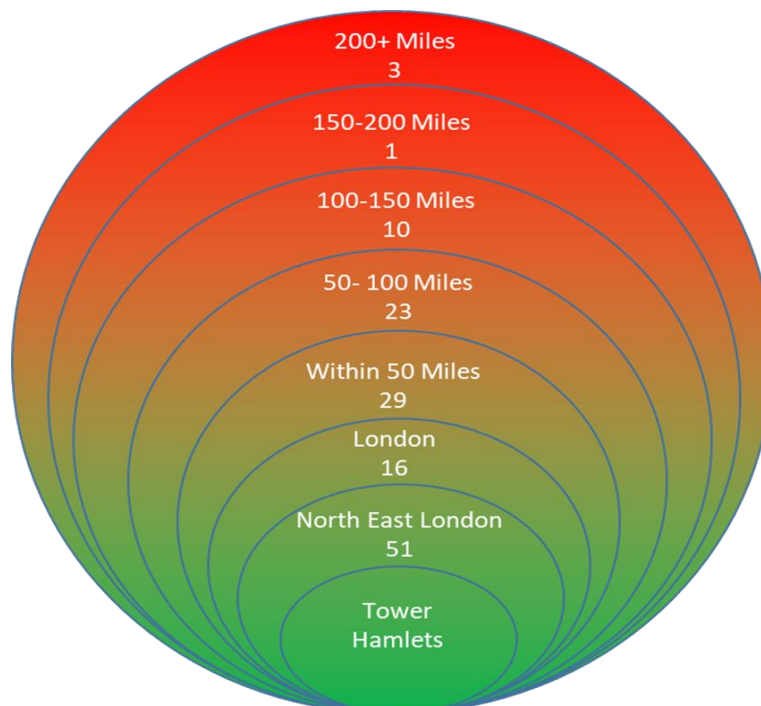 200+ Miles
3
150-200 Miles
1
100-150 Miles
10
50- 100 Miles
23
Within 50 Miles
29
London
16
North East London
51
Tower
Hamlets